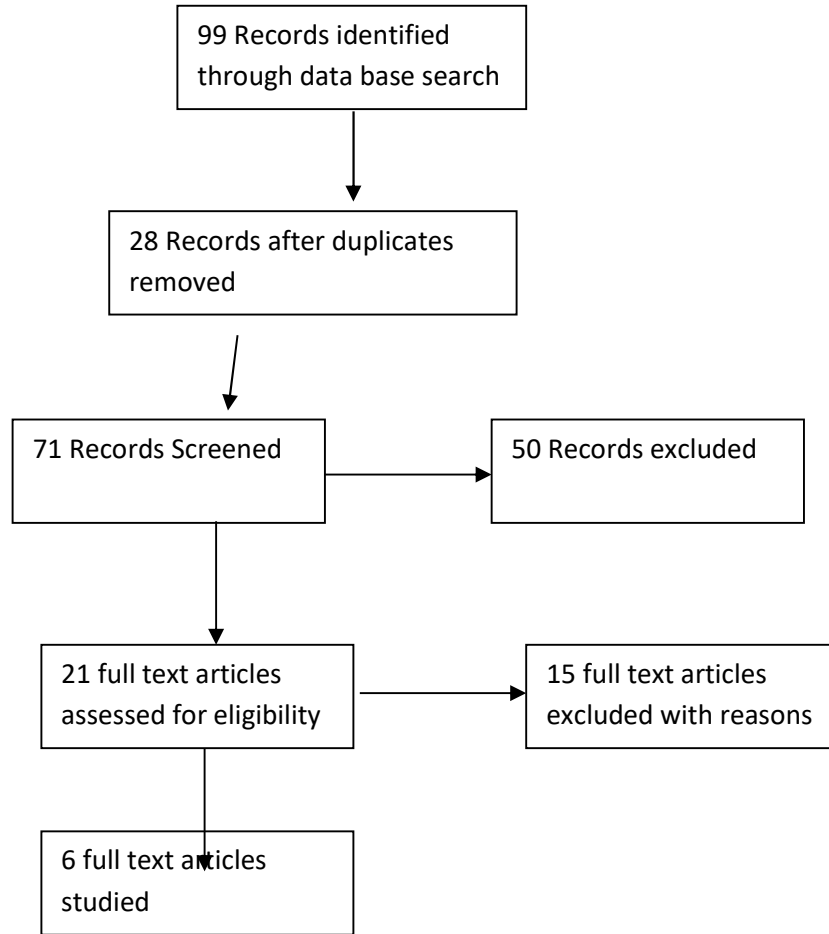 99 Records identified
through data base search
28 Records after duplicates
removed
71 Records Screened
50 Records excluded
21 full text articles
assessed for eligibility
15 full text articles
excluded with reasons
6 full text articles
studied